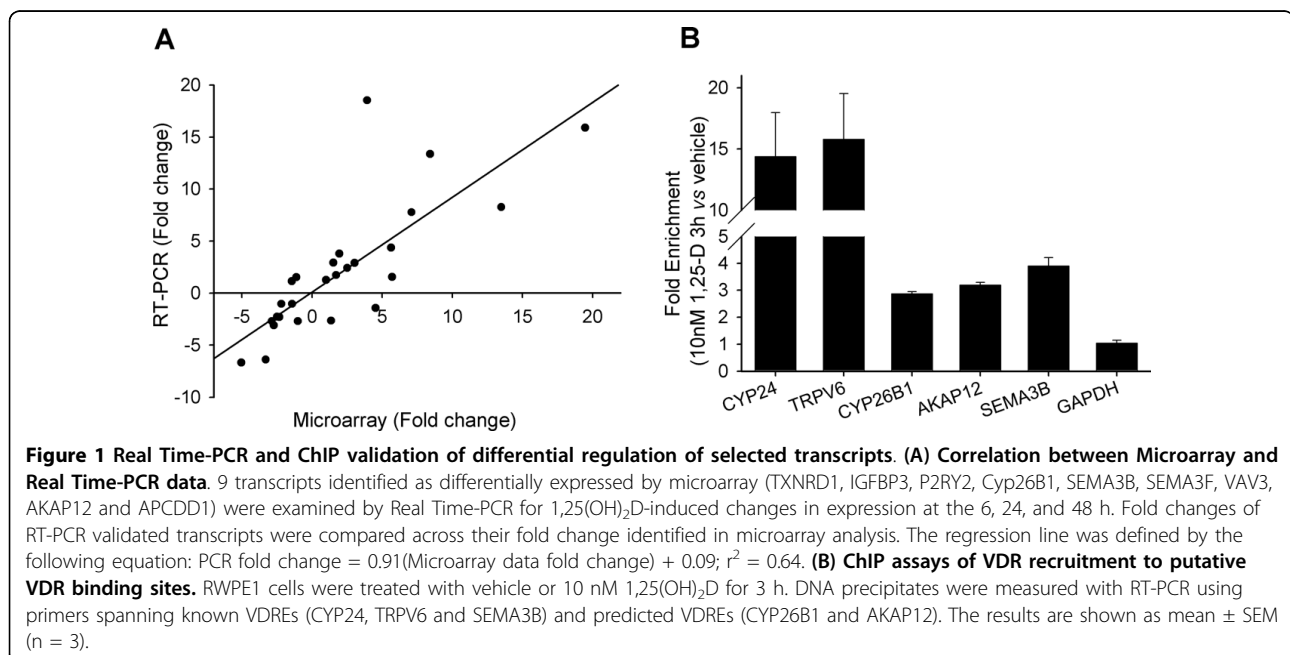 A
B
20
15
10
5
0
-5
-10
-5
0
5
10
15
20
RT-PCR (Fold change)
Microarray (Fold change)
20
15
10
5
4
3
2
1
0
Fold Enrichment
(10nM 1,25-D 3h vs vehicle)
CYP24
TRPV6
CYP26B1
AKAP12
SEMA3B
GAPDH
Figure 1 Real Time-PCR and ChIP validation of differential regulation of selected transcripts. (A) Correlation between Microarray and
Real Time-PCR data. 9 transcripts identified as differentially expressed by microarray (TXNRD1, IGFBP3, P2RY2, Cyp26B1, SEMA3B, SEMA3F, VAV3,
AKAP12 and APCDD1) were examined by Real Time-PCR for 1,25(OH)₂D-induced changes in expression at the 6, 24, and 48 h. Fold changes of
RT-PCR validated transcripts were compared across their fold change identified in microarray analysis. The regression line was defined by the
following equation: PCR fold change = 0.91(Microarray data fold change) + 0.09; r² = 0.64. (B) ChIP assays of VDR recruitment to putative
VDR binding sites. RWPE1 cells were treated with vehicle or 10 nM 1,25(OH)₂D for 3 h. DNA precipitates were measured with RT-PCR using
primers spanning known VDREs (CYP24, TRPV6 and SEMA3B) and predicted VDREs (CYP26B1 and AKAP12). The results are shown as mean ± SEM
(n = 3).